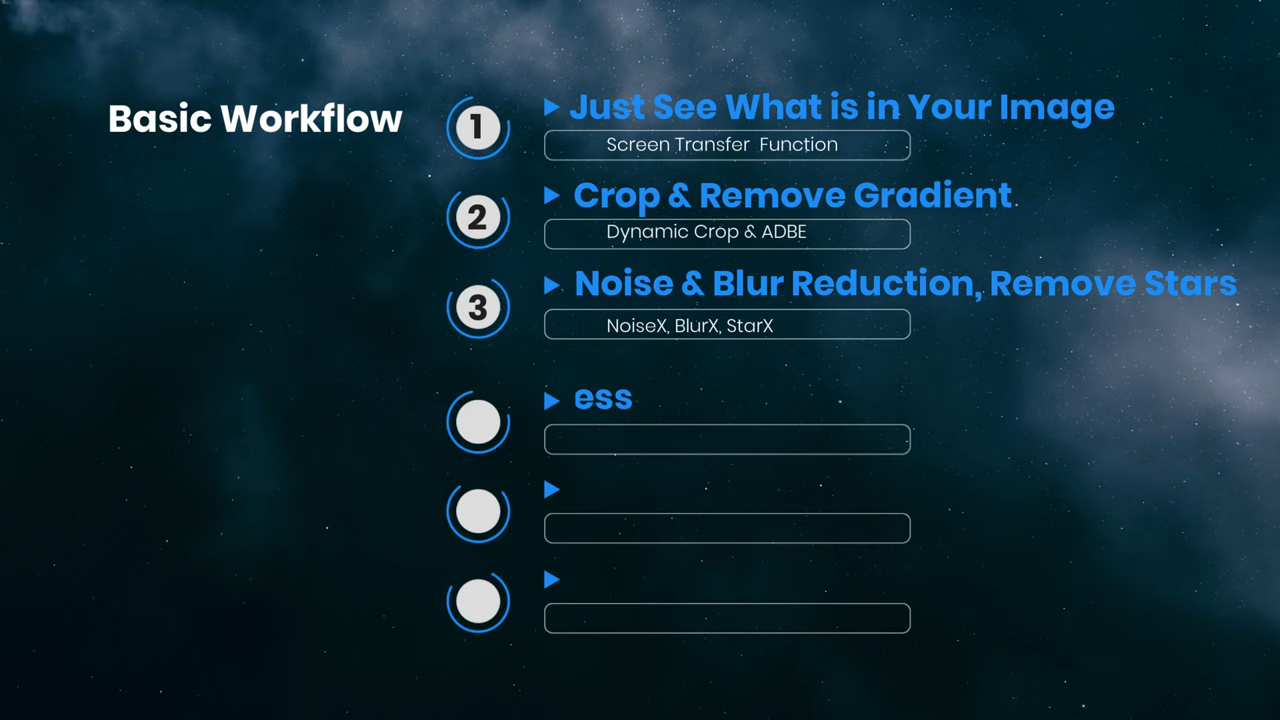 Basic Workflow
1
Just See What is in Your Image
Screen Transfer Function
2
Crop & Remove Gradient
Dynamic Crop & ADBE
3
Noise & Blur Reduction, Remove Stars
NoiseX, BlurX, StarX
ess